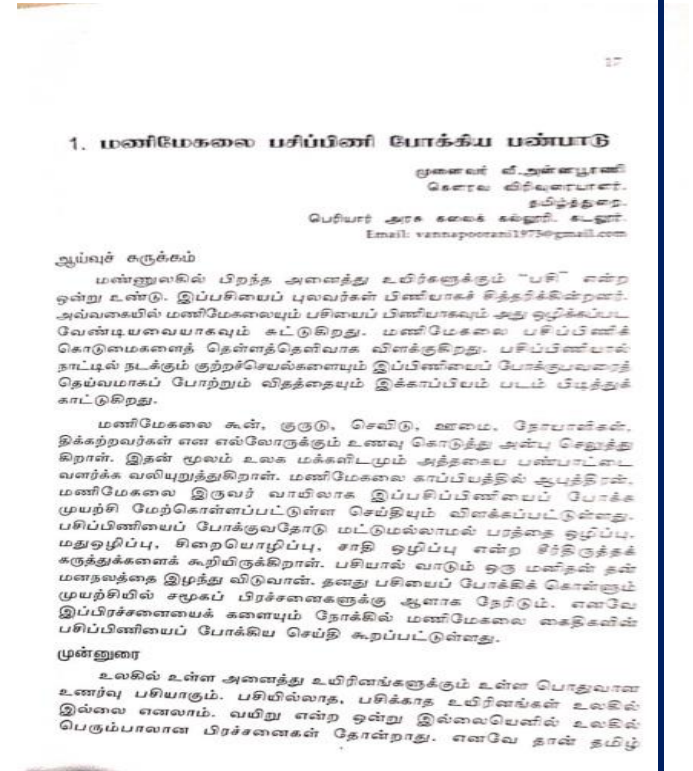 17
1. மணிமேகலை பசிப்பிணி போக்கிய பண்பாடு
முனைவர் வீ.அன்னபூரணி
கௌரவ விரிவுரையாளர்.
தமிழ்த்துறை.
பெரியார் அரசு கலைக் கல்லூரி. கடலூர்.
Email: vannapoorani1975@gmail.com
ஆய்வுச் சுருக்கம்
மண்ணுலகில் பிறந்த அனைத்து உயிர்களுக்கும் "பசி" என்ற
ஒன்று உண்டு. இப்பசியைப் புலவர்கள் பிணியாகச் சித்தரிக்கின்றனர்.
அவ்வகையில் மணிமேகலையும் பசியைப் பிணியாகவும் அது ஒழிக்கப்பட
வேண்டியவையாகவும் சுட்டுகிறது. மணிமேகலை பசிப்பிணிக்
கொடுமைகளைத் தெள்ளத்தெளிவாக விளக்குகிறது. பசிப்பிணியால்
நாட்டில் நடக்கும் குற்றச்செயல்களையும் இப்பிணியைப் போக்குபவரைத்
தெய்வமாகப் போற்றும் விதத்தையும் இக்காப்பியம் படம் பிடித்துக்
காட்டுகிறது.
மணிமேகலை கூன், குருடு, செவிடு, ஊமை, நோயாளிகள்,
திக்கற்றவர்கள் என எல்லோருக்கும் உணவு கொடுத்து அன்பு செலுத்து
கிறாள். இதன் மூலம் உலக மக்களிடமும் அத்தகைய பண்பாட்டை
வளர்க்க வலியுறுத்துகிறாள். மணிமேகலை காப்பியத்தில் ஆபுத்திரன்,
மணிமேகலை இருவர் வாயிலாக இப்பசிப்பிணியைப் போக்க
முயற்சி மேற்கொள்ளப்பட்டுள்ள செய்தியும் விளக்கப்பட்டுள்ளது.
பசிப்பிணியைப் போக்குவதோடு மட்டுமல்லாமல் பரத்தை ஒழிப்பு,
மதுஒழிப்பு, சிறையொழிப்பு, சாதி ஒழிப்பு என்ற சீர்திருத்தக்
கருத்துக்களைக் கூறியிருக்கிறாள். பசியால் வாடும் ஒரு மனிதன் தன்
மனநலத்தை இழந்து விடுவான். தனது பசியைப் போக்கிக் கொள்ளும்
முயற்சியில் சமூகப் பிரச்சனைகளுக்கு ஆளாக நேரிடும். எனவே
இப்பிரச்சனையைக் களையும் நோக்கில் மணிமேகலை கைதிகளின்
பசிப்பிணியைப் போக்கிய செய்தி கூறப்பட்டுள்ளது.
முன்னுரை
உலகில் உள்ள அனைத்து உயிரினங்களுக்கும் உள்ள பொதுவான
உணர்வு பசியாகும். பசியில்லாத, பசிக்காத உயிரினங்கள் உலகில்
இல்லை எனலாம். வயிறு என்ற ஒன்று இல்லையெனில் உலகில்
பெரும்பாலான பிரச்சனைகள் தோன்றாது. எனவே தான் தமிழ்